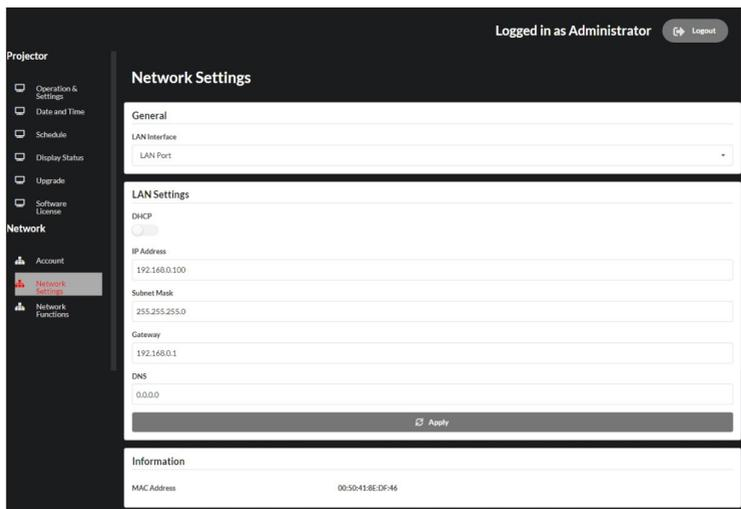 Logged in as Administrator
Logout
Projector
Operation &
Settings
Date and Time
Schedule
Display Status
Upgrade
Software
License
Network
Account
Network
Settings
Network
Functions
Network Settings
General
LAN Interface
LAN Port
LAN Settings
DHCP
IP Address
192.168.0.100
Subnet Mask
255.255.255.0
Gateway
192.168.0.1
DNS
0.0.0.0
Apply
Information
MAC Address 00:50:41:8E:DF:46